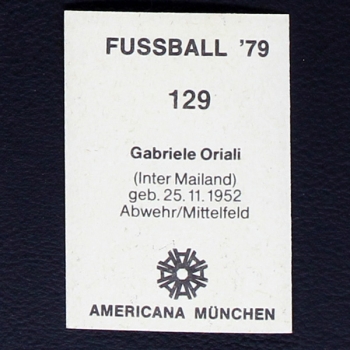 FUSSBALL '79
129
Gabriele Oriali
(Inter Mailand)
geb. 25.11.1952
Abwehr/Mittelfeld
AMERICANA MÜNCHEN